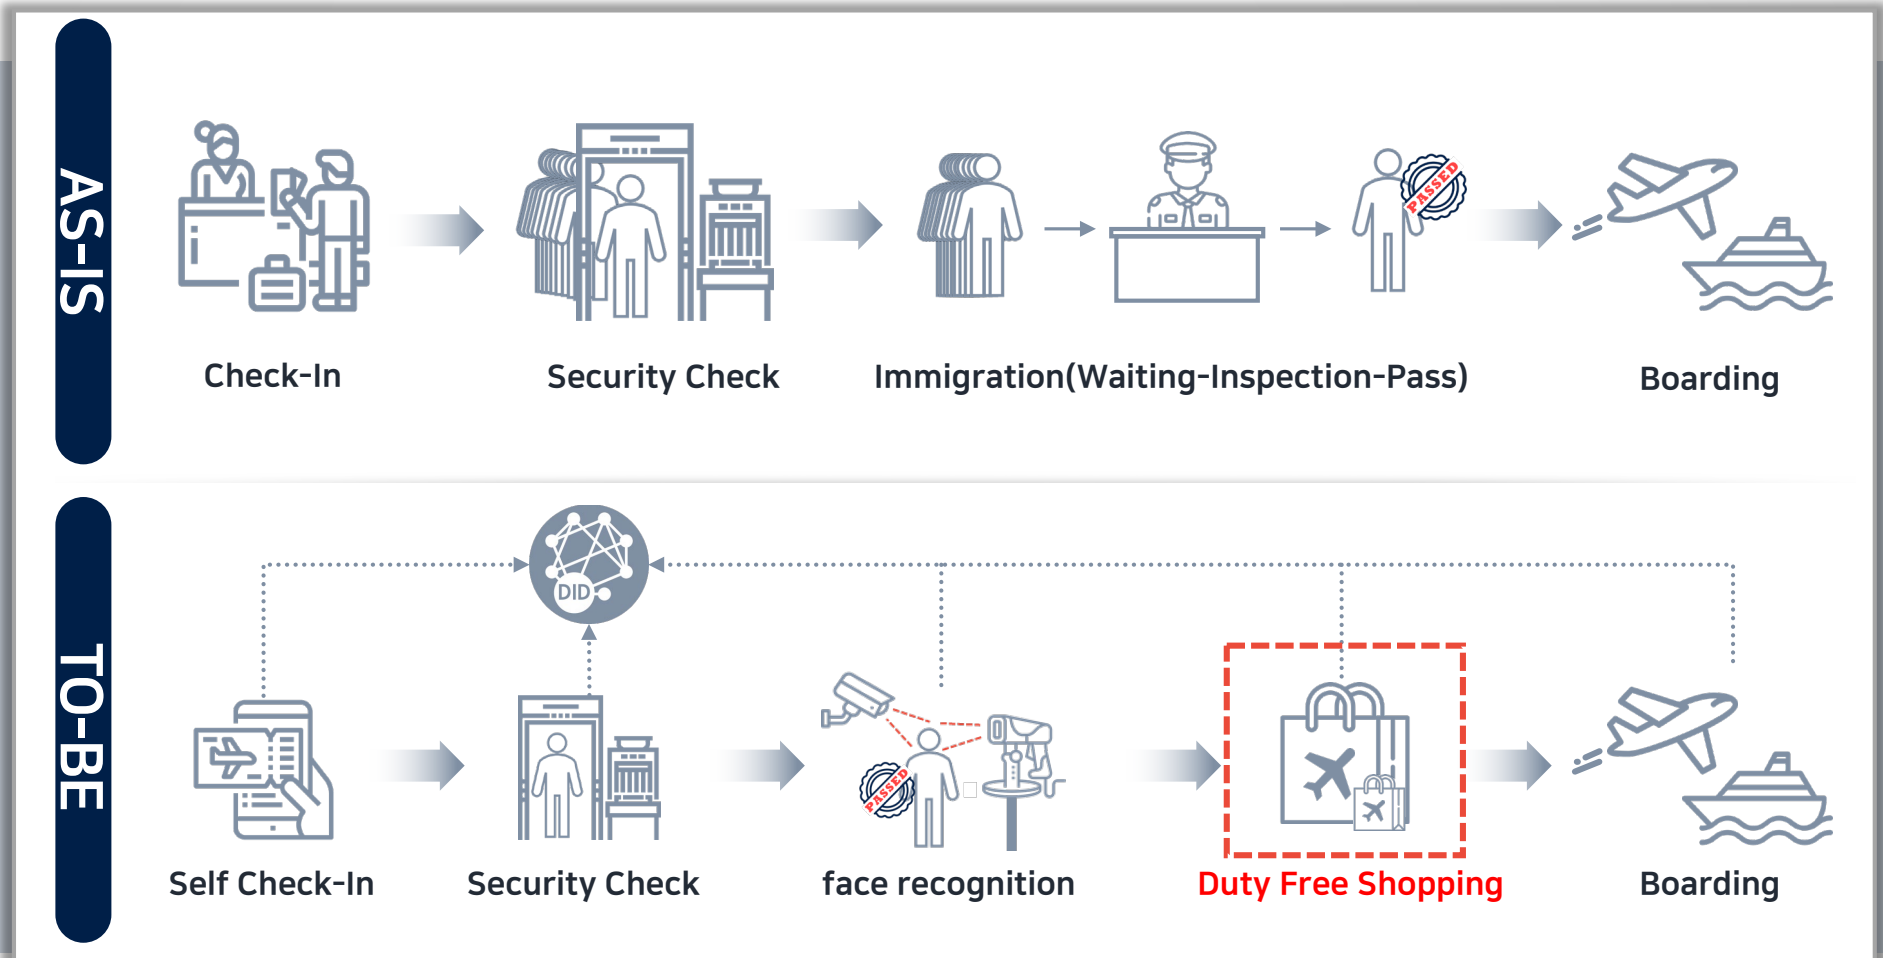 AS-IS
PASSED
Check-In
Security Check
Immigration(Waiting-Inspection-Pass)
Boarding
TO-BE
DID
PASSED
Self Check-In
Security Check
face recognition
Duty Free Shopping
Boarding